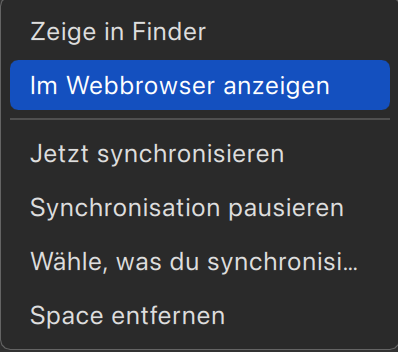 Zeige in Finder
Im Webbrowser anzeigen
Jetzt synchronisieren
Synchronisation pausieren
Wähle, was du synchronisi...
Space entfernen